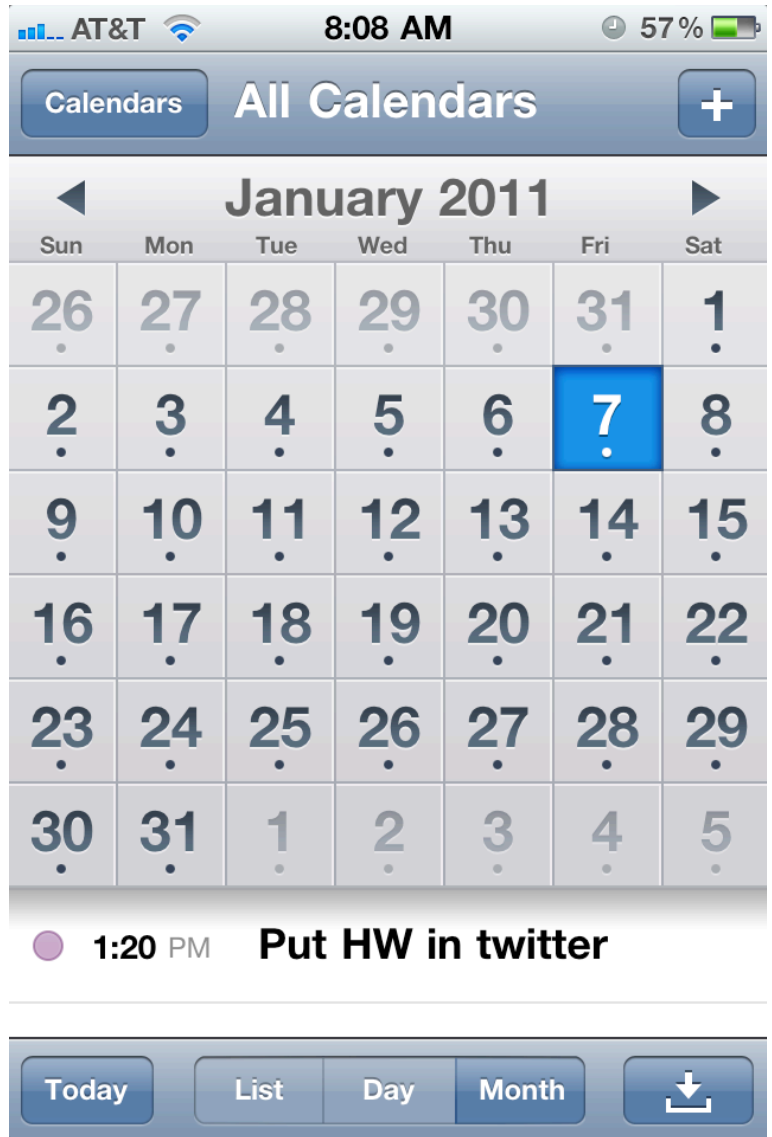 AT&T 8:08 AM 57%
Calendars All Calendars +
January 2011
Sun Mon Tue Wed Thu Fri Sat
26 27 28 29 30 31 1
2 3 4 5 6 7 8
9 10 11 12 13 14 15
16 17 18 19 20 21 22
23 24 25 26 27 28 29
30 31 1 2 3 4 5
1:20 PM Put HW in twitter
Today List Day Month